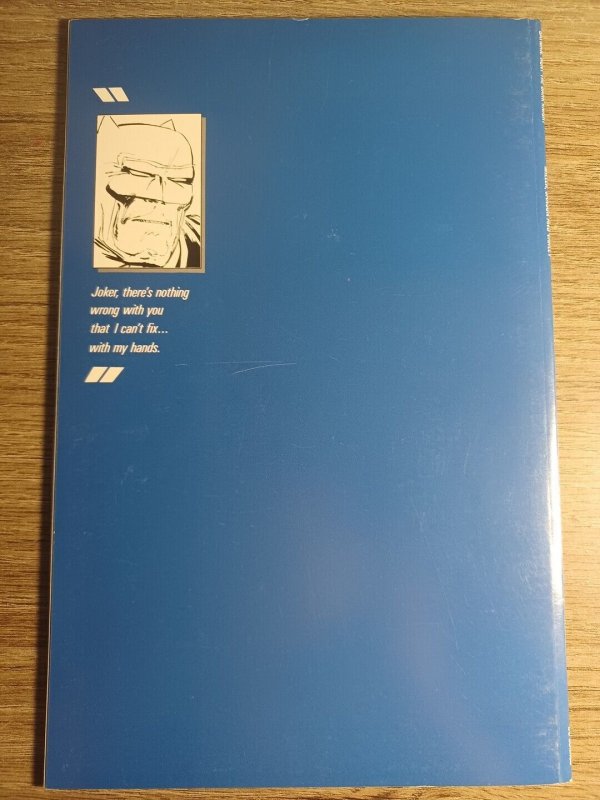 "
Joker, there's nothing
wrong with you
that I can't fix...
with my hands.
"